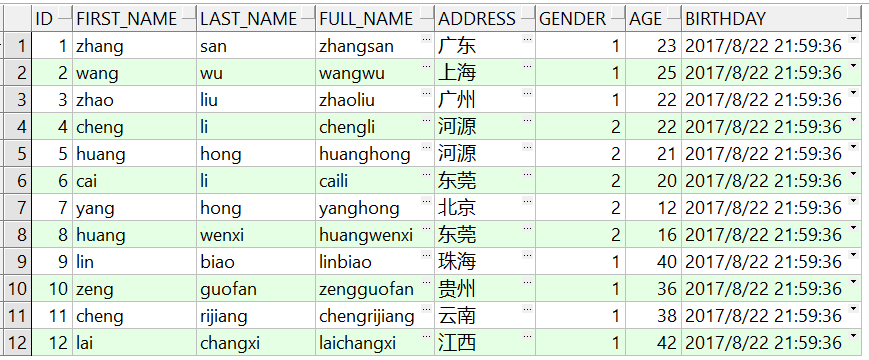 ID FIRST_NAME LAST_NAME FULL_NAME ADDRESS GENDER AGE BIRTHDAY
1 1 zhang san zhangsan ... 广东 1 23 2017/8/22 21:59:36
2 2 wang wu wangwu ... 上海 1 25 2017/8/22 21:59:36
3 3 zhao liu zhaoliu ... 广州 1 22 2017/8/22 21:59:36
4 4 cheng li chengli ... 河源 2 22 2017/8/22 21:59:36
5 5 huang hong huanghong ... 河源 2 21 2017/8/22 21:59:36
6 6 cai li caili ... 东莞 2 20 2017/8/22 21:59:36
7 7 yang hong yanghong ... 北京 2 12 2017/8/22 21:59:36
8 8 huang wenxi huangwenxi ... 东莞 2 16 2017/8/22 21:59:36
9 9 lin biao linbiao ... 珠海 1 40 2017/8/22 21:59:36
10 10 zeng guofan zengguofan ... 贵州 1 36 2017/8/22 21:59:36
11 11 cheng rijiang chengrijiang ... 云南 1 38 2017/8/22 21:59:36
12 12 lai changxi laichangxi ... 江西 1 42 2017/8/22 21:59:36